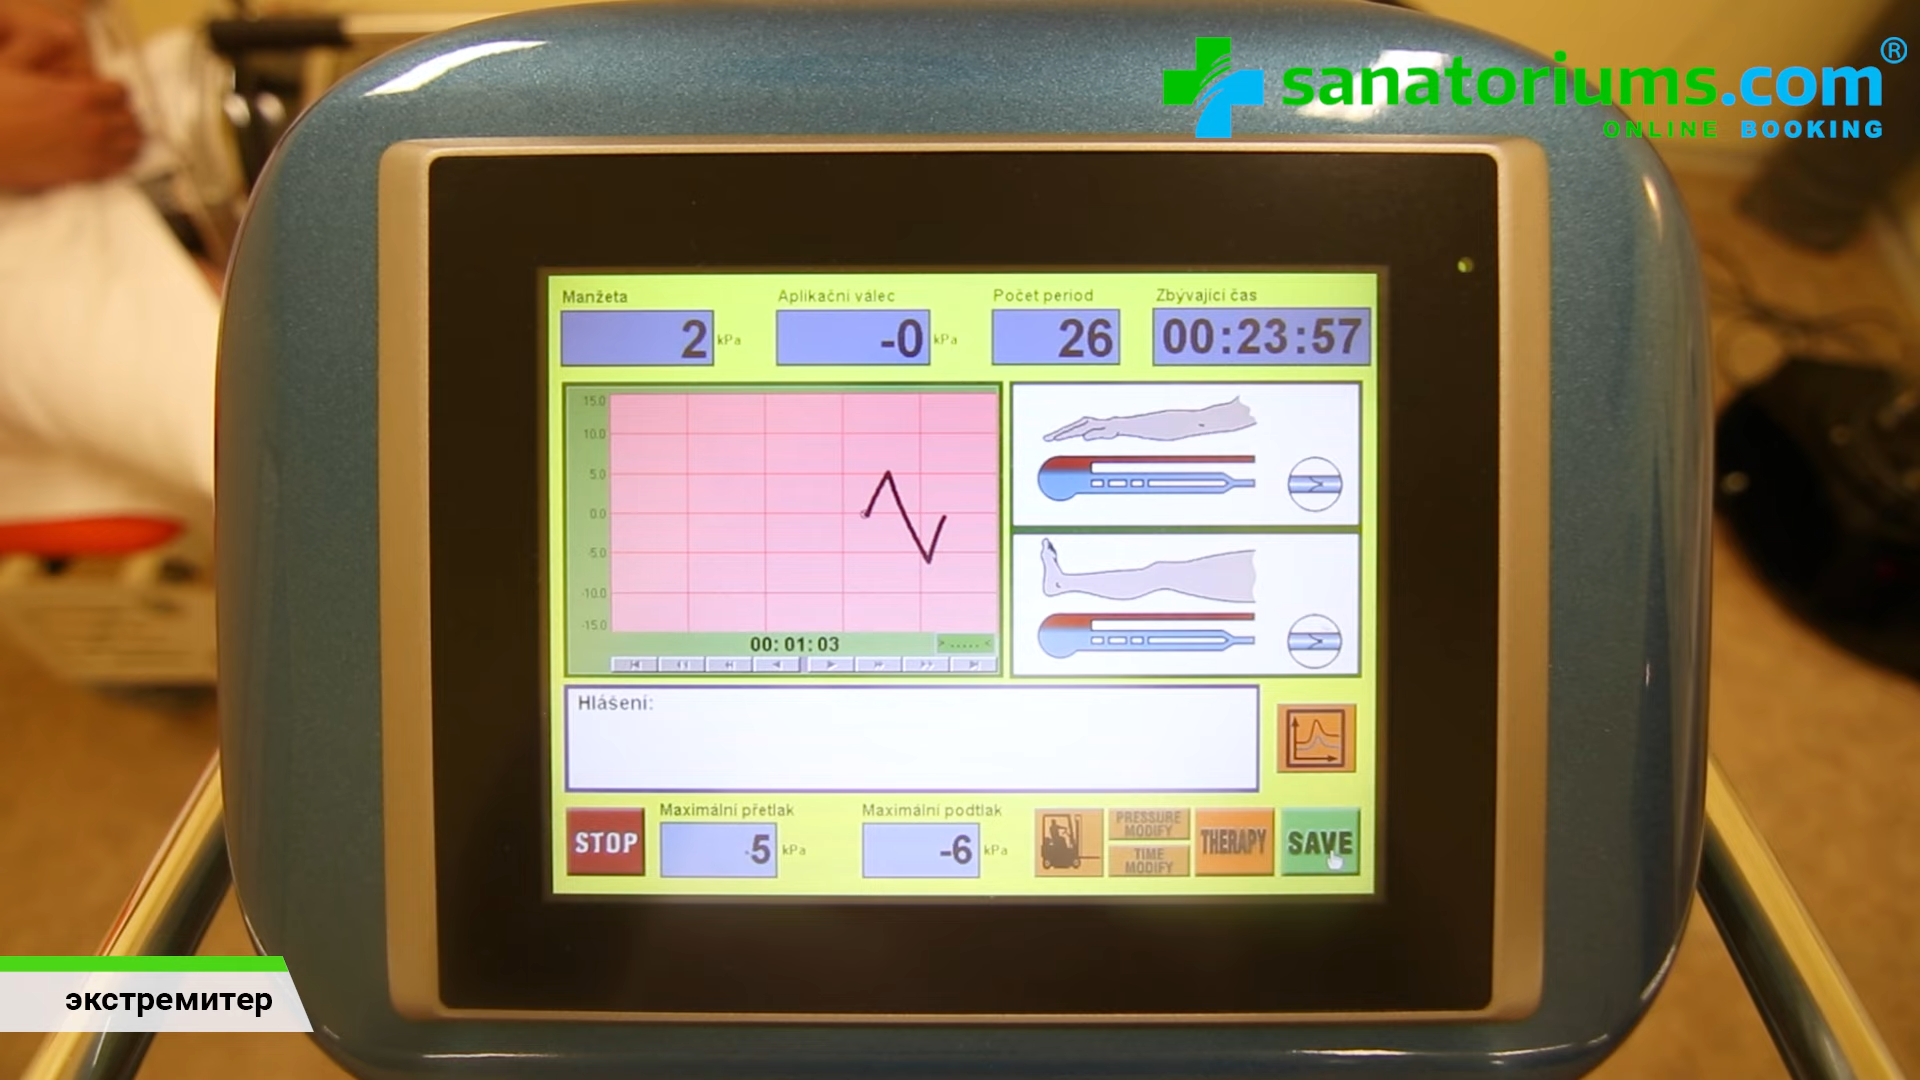 sanatoriums.com®
ONLINE BOOKING
Manžeta
Aplikační válec
Počet period
Zbývající čas
2 kPa
-0 kPa
26
00:23:57
15.0
10.0
5.0
0.0
-5.0
-10.0
-15.0
00:01:03
Hlášení:
STOP
Maximální přetlak
5 kPa
Maximální podtlak
-6 kPa
PRESSURE
MODIFY
TIME
MODIFY
THERAPY
SAVE
экстремитер